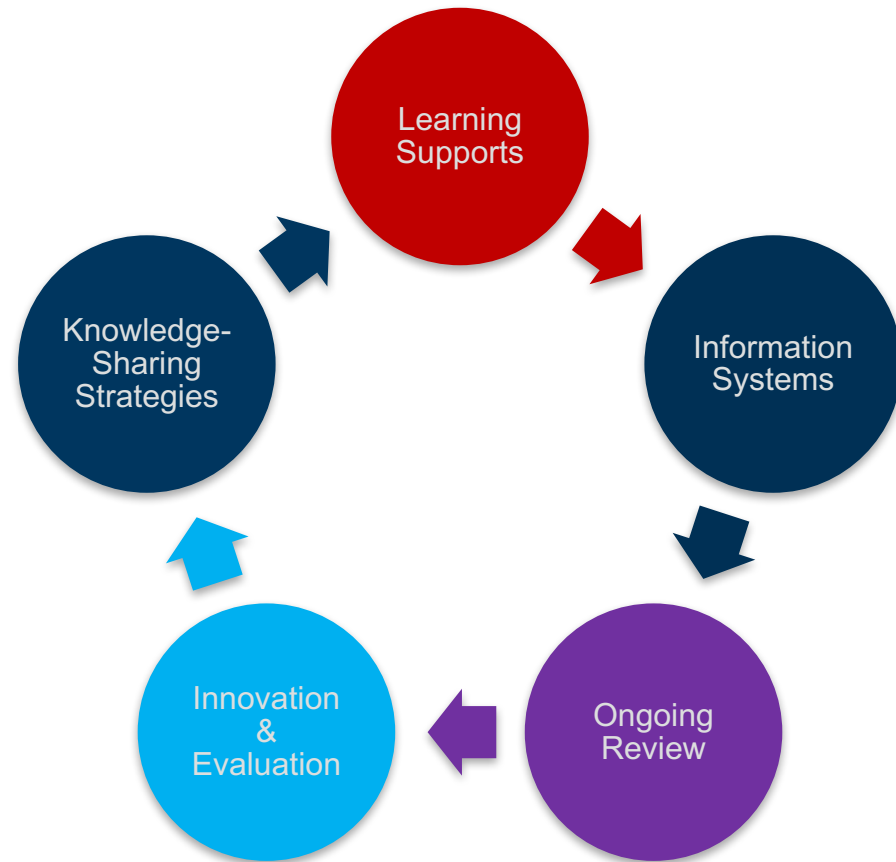 Learning
Supports
Information
Systems
Ongoing
Review
Innovation
&
Evaluation
Knowledge-
Sharing
Strategies